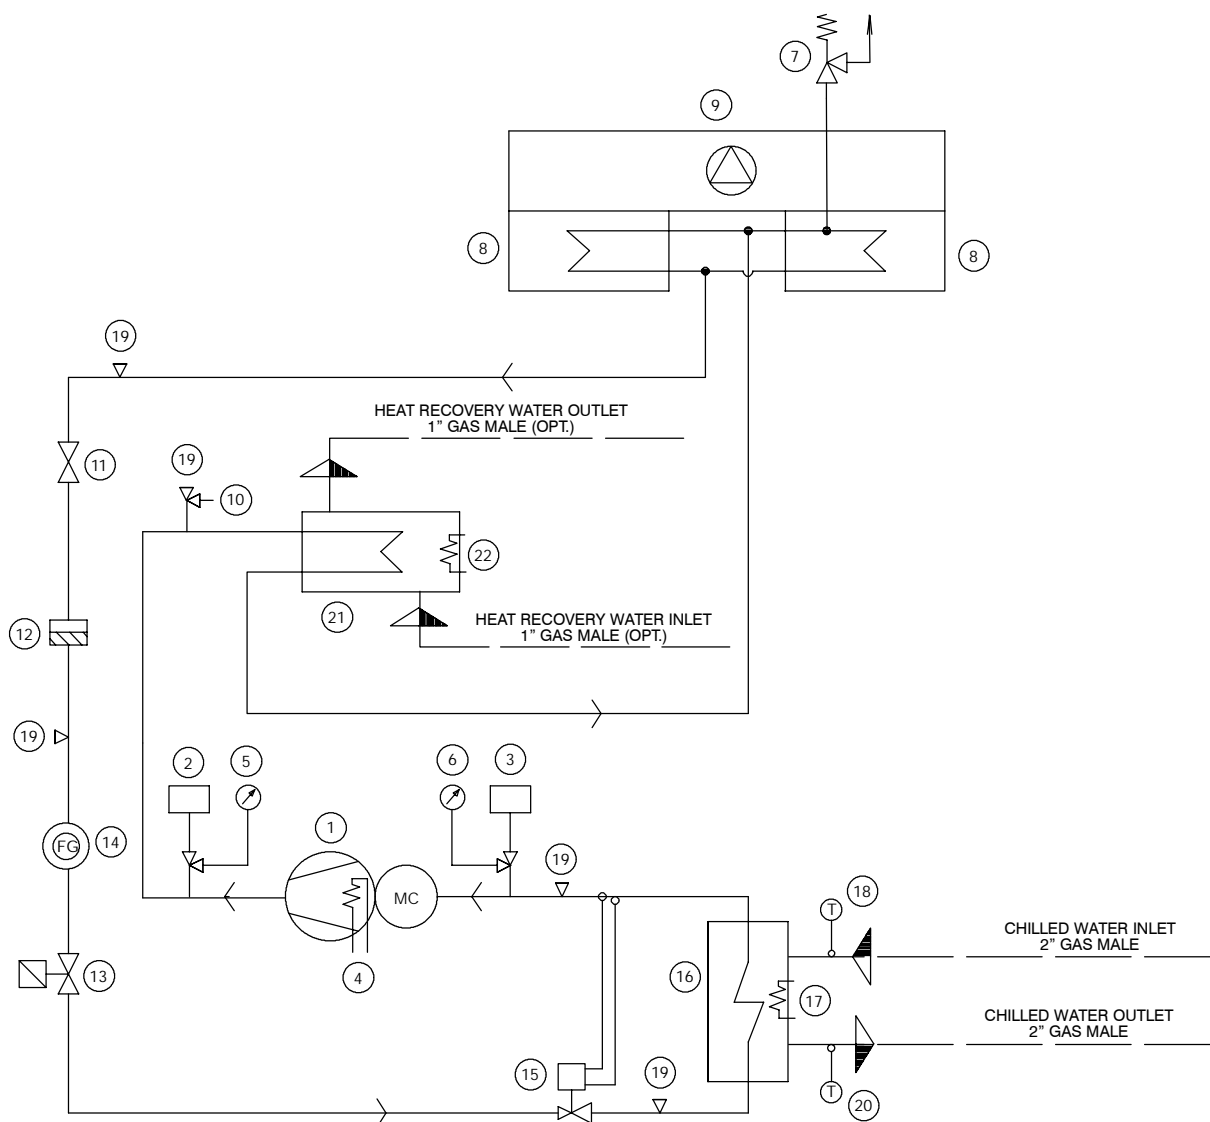 7
9
8
8
19
HEAT RECOVERY WATER OUTLET
1" GAS MALE (OPT.)
11
19
10
22
21
12
HEAT RECOVERY WATER INLET
1" GAS MALE (OPT.)
19
2
5
6
3
1
FG
14
19
MC
18
T
CHILLED WATER INLET
2" GAS MALE
13
4
16
17
CHILLED WATER OUTLET
2" GAS MALE
15
19
T
20